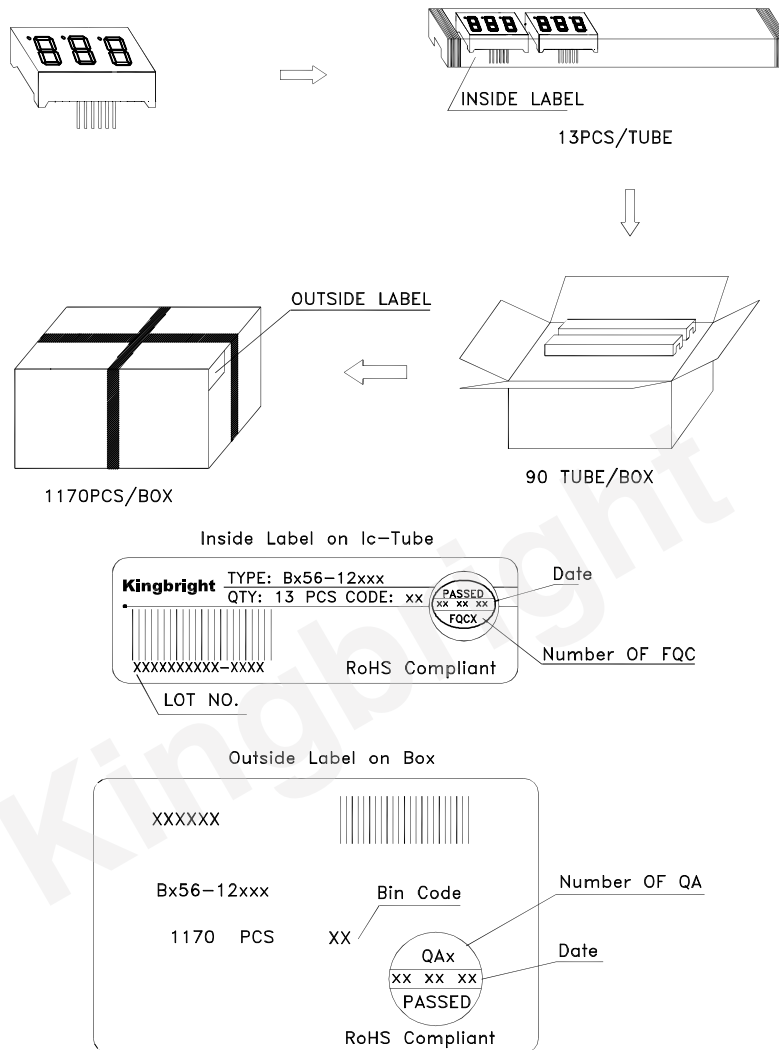 INSIDE LABEL
13PCS/TUBE
OUTSIDE LABEL
1170PCS/BOX
90 TUBE/BOX
Inside Label on Ic-Tube
Kingbright
TYPE: Bx56-12xxx
QTY: 13 PCS CODE: xx
PASSED
xx xx xx
FQCX
Date
Number OF FQC
XXXXXXXXXX-XXXX
RoHS Compliant
LOT NO.
Outside Label on Box
XXXXXX
Bx56-12xxx
Bin Code
Number OF QA
1170 PCS
XX
QAx
xx xx xx
PASSED
Date
RoHS Compliant
Kingbright